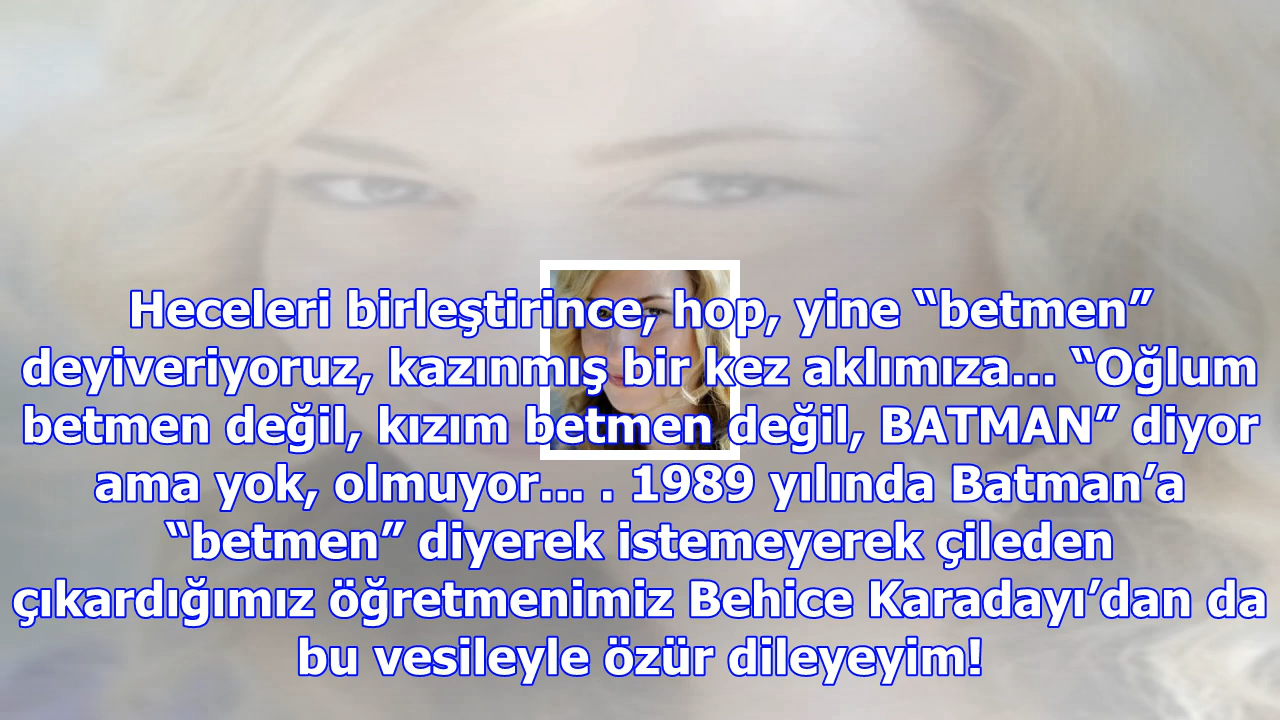 Heceleri birleştirince, hop, yine “betmen”
deyiveriyoruz, kazınmış bir kez aklımıza... “Oğlum
betmen değil, kızım betmen değil, BATMAN” diyor
ama yok, olmuyor... . 1989 yılında Batman’a
“betmen” diyerek istemeyerek çileden
çıkardığımız öğretmenimiz Behice Karadayı’dan da
bu vesileyle özür dileyeyim!